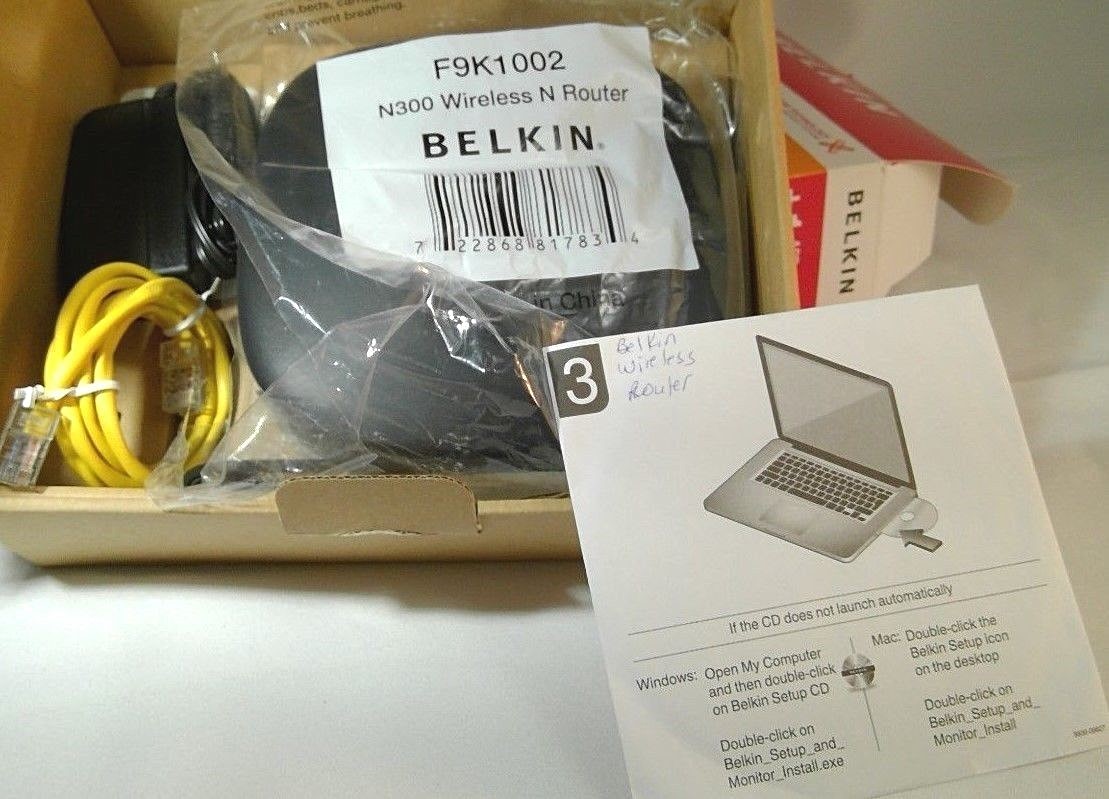 prevent breathing.
F9K1002
N300 Wireless N Router
BELKIN
7 22868 81783 4
in China
BELKIN
3
Belkin
wireless
Router
If the CD does not launch automatically
Windows: Open My Computer
and then double-click
on Belkin Setup CD
Double-click on
Belkin_Setup_and_
Monitor_Install.exe
Mac: Double-click the
Belkin Setup icon
on the desktop
Double-click on
Belkin_Setup_and_
Monitor_Install